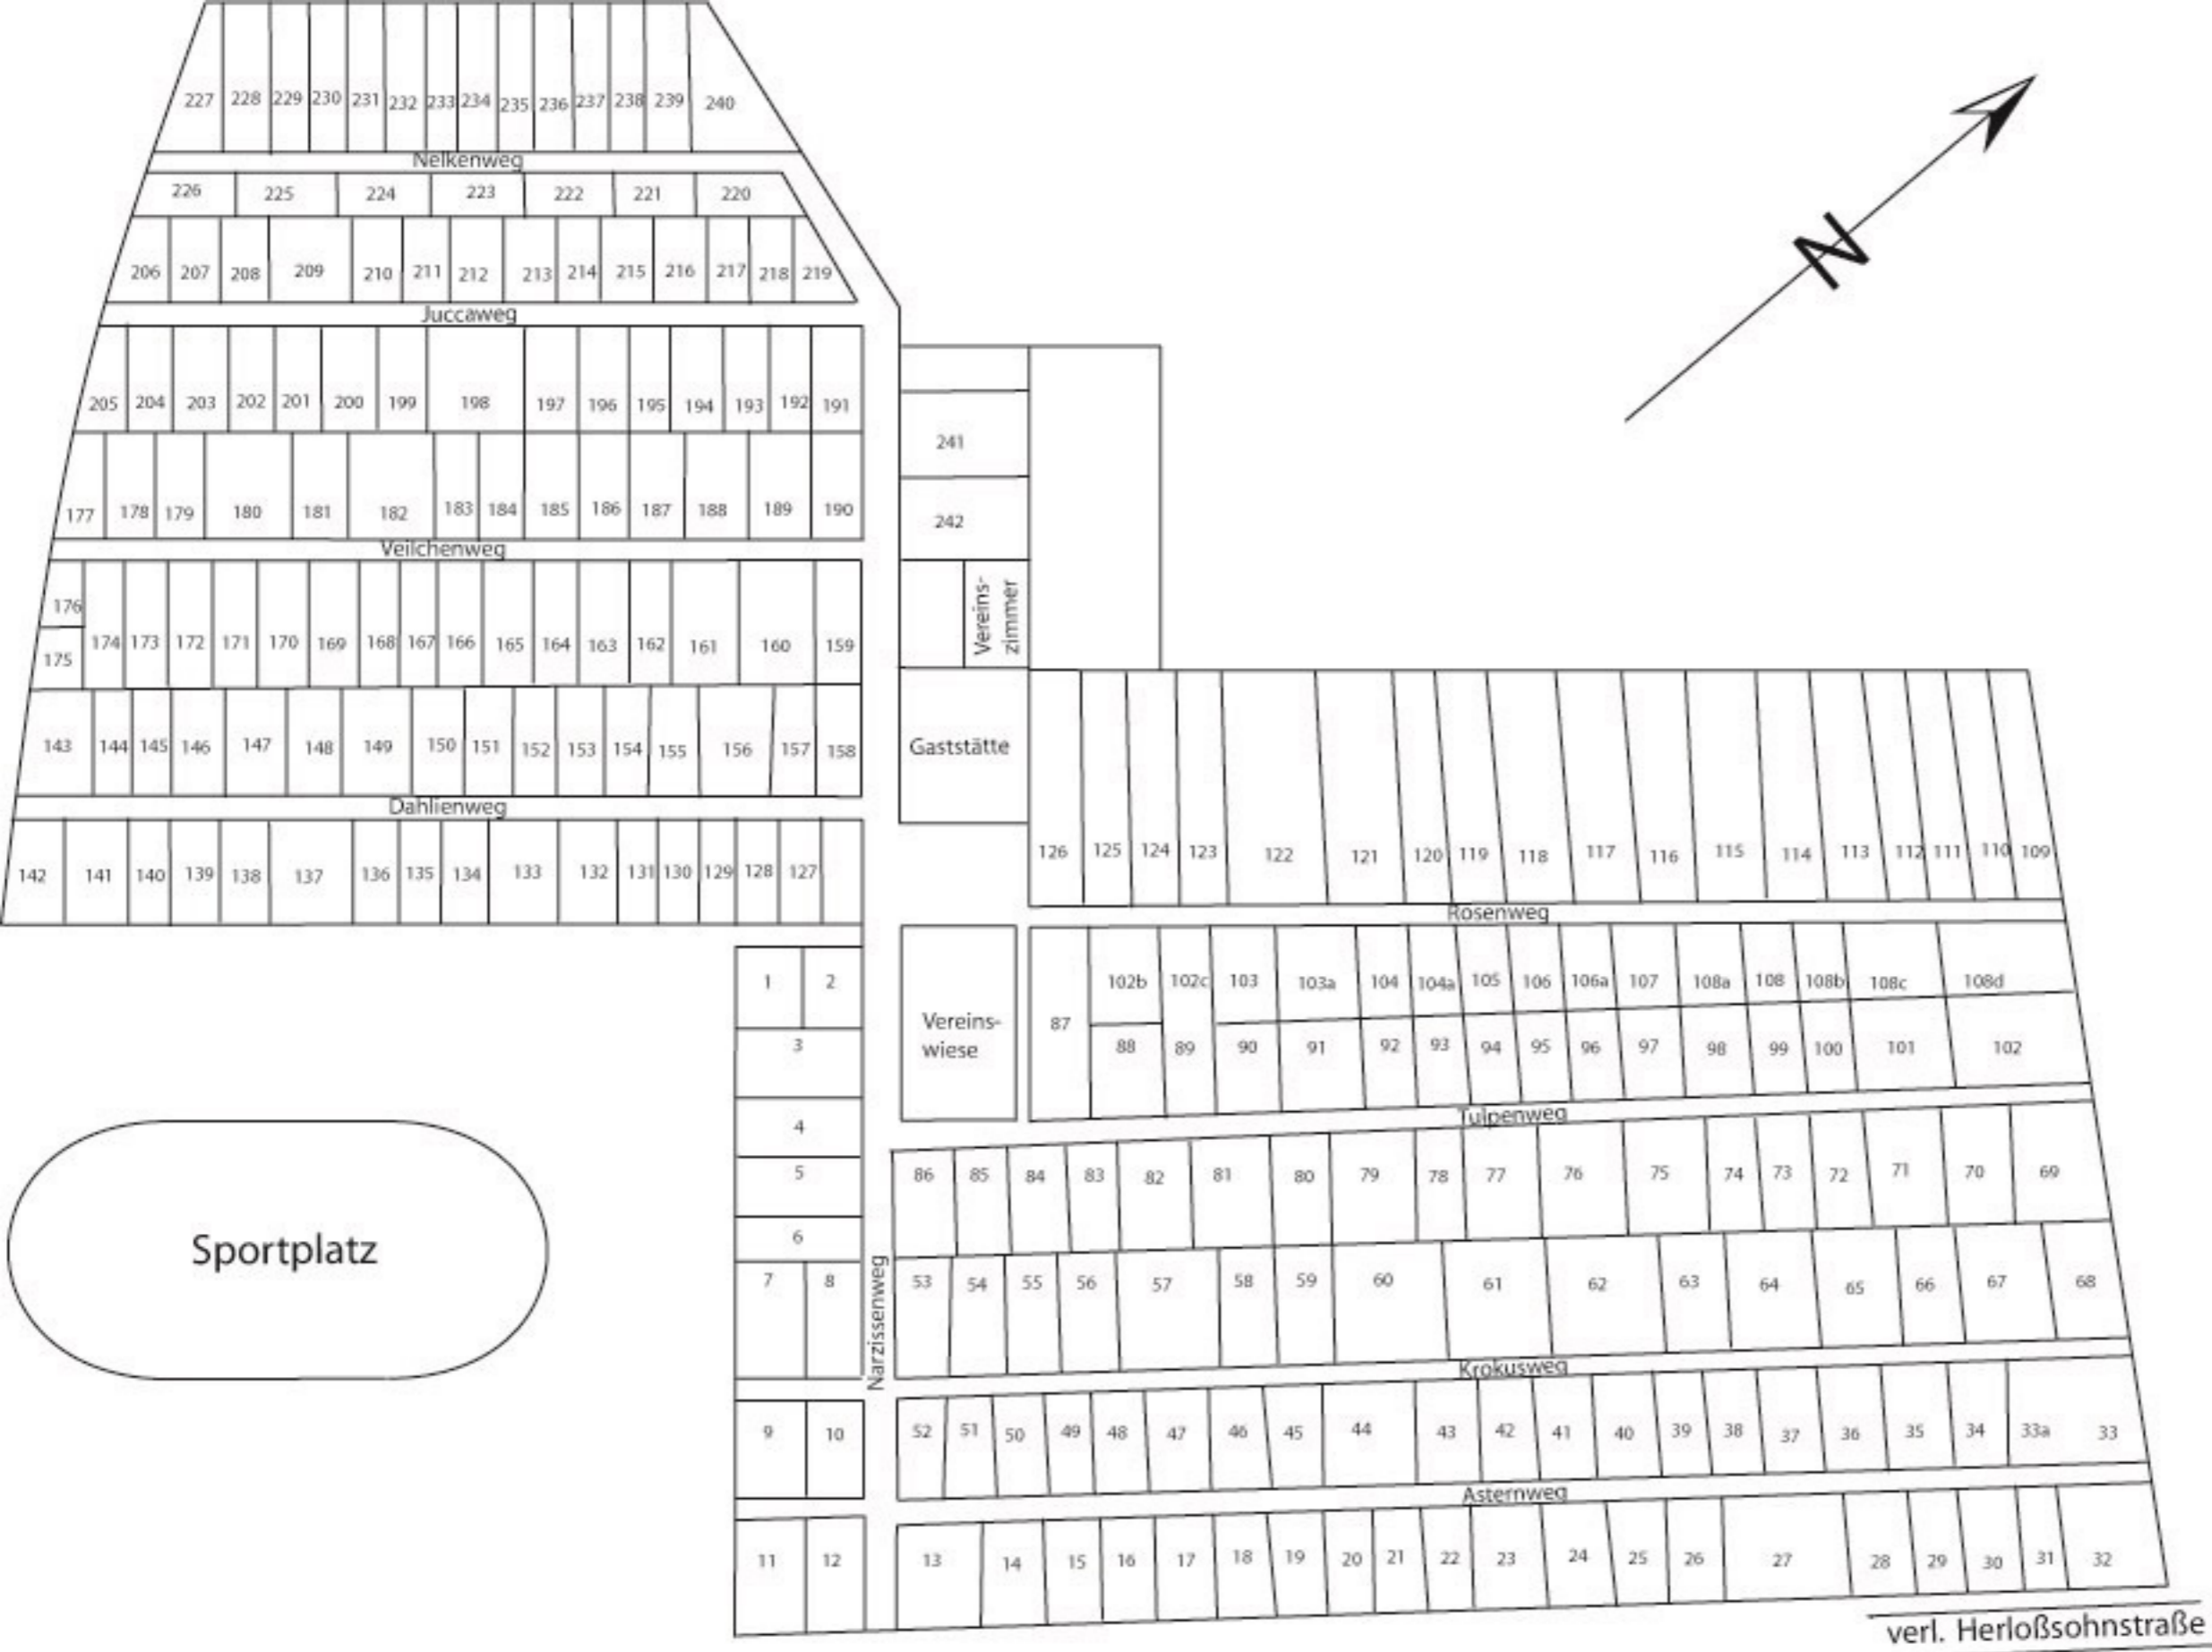 227 228 229 230 231 232 233 234 235 236 237 238 239 240
Nelkenweg
226 225 224 223 222 221 220
206 207 208 209 210 211 212 213 214 215 216 217 218 219
Juccaweg
205 204 203 202 201 200 199 198 197 196 195 194 193 192 191
177 178 179 180 181 182 183 184 185 186 187 188 189 190
Veilchenweg
176
175 174 173 172 171 170 169 168 167 166 165 164 163 162 161 160 159
143 144 145 146 147 148 149 150 151 152 153 154 155 156 157 158
Dahlienweg
142 141 140 139 138 137 136 135 134 133 132 131 130 129 128 127
N
241
242
Vereins-
zimmer
Gaststätte
126 125 124 123 122 121 120 119 118 117 116 115 114 113 112 111 110 109
Rosenweg
102b 102c 103 103a 104 104a 105 106 106a 107 108a 108 108b 108c 108d
87 88 89 90 91 92 93 94 95 96 97 98 99 100 101 102
Vereins-
wiese
Tulpenweg
1 2
3
4
5
6
7 8
9 10
11 12
Sportplatz
Narzissenweg
86 85 84 83 82 81 80 79 78 77 76 75 74 73 72 71 70 69
53 54 55 56 57 58 59 60 61 62 63 64 65 66 67 68
Krokusweg
52 51 50 49 48 47 46 45 44 43 42 41 40 39 38 37 36 35 34 33a 33
Asternweg
13 14 15 16 17 18 19 20 21 22 23 24 25 26 27 28 29 30 31 32
verl. Herloßsohnstraße